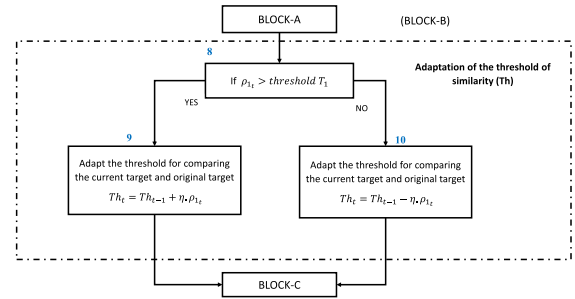 BLOCK-A
(BLOCK-B)
8
Adaptation of the threshold of
similarity (Th)
If ρ₁ₜ > threshold T₁
YES
NO
9
10
Adapt the threshold for comparing
the current target and original target
Thₜ = Thₜ₋₁ + η.ρ₁ₜ
Adapt the threshold for comparing
the current target and original target
Thₜ = Thₜ₋₁ − η.ρ₁ₜ
BLOCK-C